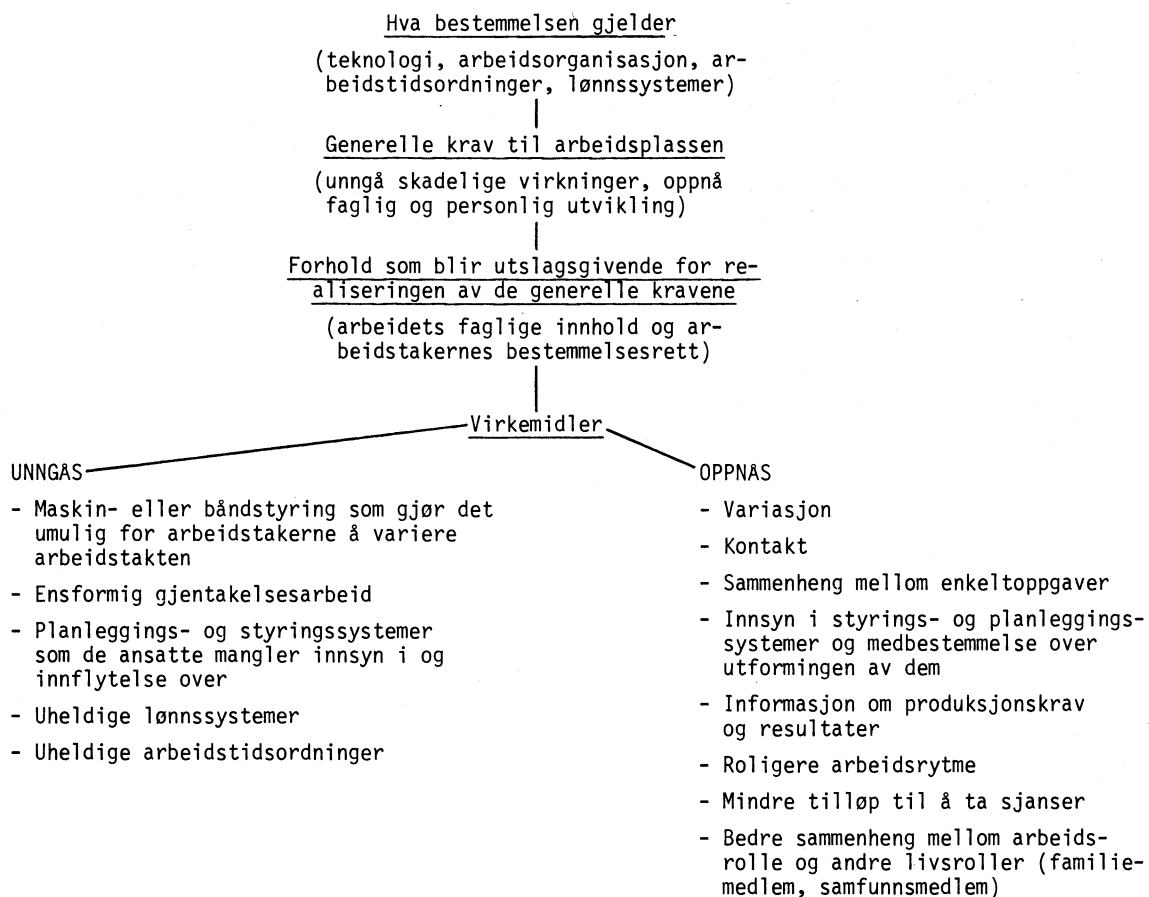 Hva bestemmelsen gjelder
(teknologi, arbeidsorganisasjon, ar-
beidstidsordninger, lønnssystemer)
Generelle krav til arbeidsplassen
(unngå skadelige virkninger, oppnå
faglig og personlig utvikling)
Forhold som blir utslagsgivende for re-
aliseringen av de generelle kravene
(arbeidets faglige innhold og ar-
beidstakernes bestemmelsesrett)
Virkemidler
UNNGÅS
- Maskin- eller båndstyring som gjør det
umulig for arbeidstakerne å variere
arbeidstakten
- Ensformig gjentakelsesarbeid
- Planleggings- og styringssystemer
som de ansatte mangler innsyn i og
innflytelse over
- Uheldige lønnssystemer
- Uheldige arbeidstidsordninger
OPPNÅS
- Variasjon
- Kontakt
- Sammenheng mellom enkeltoppgaver
- Innsyn i styrings- og planleggings-
systemer og medbestemmelse over
utformingen av dem
- Informasjon om produksjonskrav
og resultater
- Roligere arbeidsrytme
- Mindre tilløp til å ta sjanser
- Bedre sammenheng mellom arbeids-
rolle og andre livsroller (familie-
medlem, samfunnsmedlem)